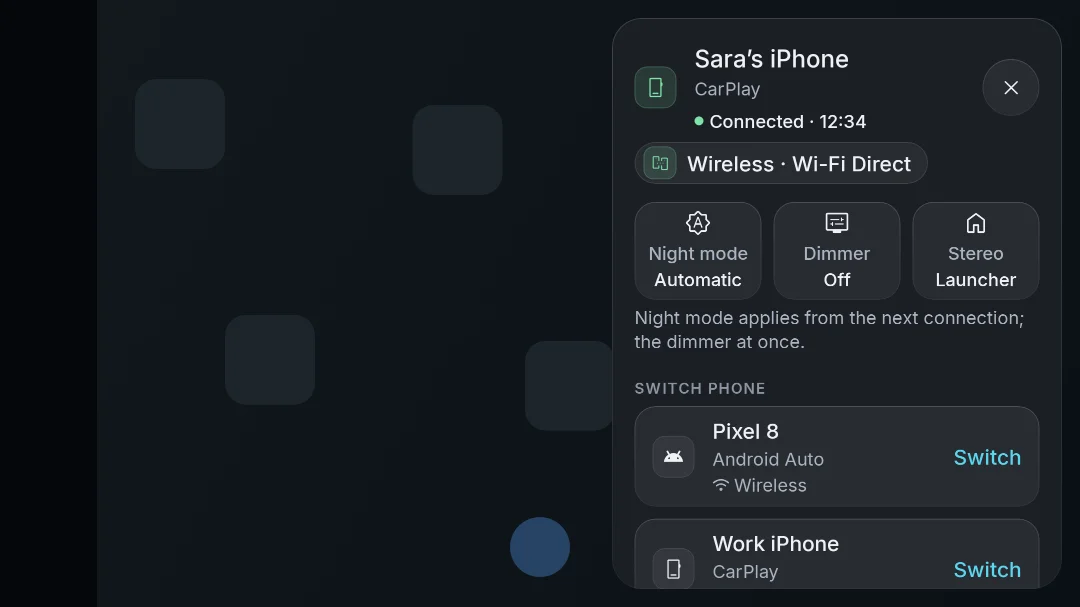 Sara’s iPhone
CarPlay
Connected · 12:34
Wireless · Wi-Fi Direct
Night mode
Automatic
Dimmer
Off
Stereo
Launcher
Night mode applies from the next connection;
the dimmer at once.
SWITCH PHONE
Pixel 8
Android Auto
Wireless
Switch
Work iPhone
CarPlay
Switch